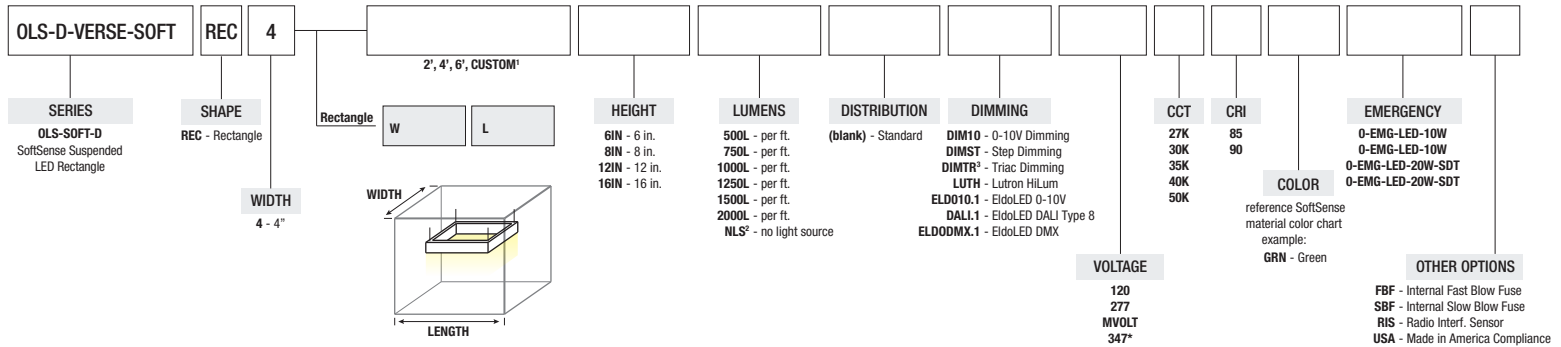 OLS-D-VERSE-SOFT REC 4
2', 4', 6', CUSTOM¹
SERIES
OLS-SOFT-D
SoftSense Suspended
LED Rectangle
SHAPE
REC - Rectangle
WIDTH
4 - 4"
Rectangle
W
L
WIDTH
LENGTH
HEIGHT
6IN - 6 in.
8IN - 8 in.
12IN - 12 in.
16IN - 16 in.
LUMENS
500L - per ft.
750L - per ft.
1000L - per ft.
1250L - per ft.
1500L - per ft.
2000L - per ft.
NLS² - no light source
DISTRIBUTION
(blank) - Standard
DIMMING
DIM10 - 0-10V Dimming
DIMST - Step Dimming
DIMTR³ - Triac Dimming
LUTH - Lutron HiLum
ELDO10.1 - EldoLED 0-10V
DALI.1 - EldoLED DALI Type 8
ELDODMX.1 - EldoLED DMX
VOLTAGE
120
277
MVOLT
347*
CCT
27K
30K
35K
40K
50K
CRI
85
90
COLOR
reference SoftSense
material color chart
example:
GRN - Green
EMERGENCY
0-EMG-LED-10W
0-EMG-LED-10W
0-EMG-LED-20W-SDT
0-EMG-LED-20W-SDT
OTHER OPTIONS
FBF - Internal Fast Blow Fuse
SBF - Internal Slow Blow Fuse
RIS - Radio Interf. Sensor
USA - Made in America Compliance